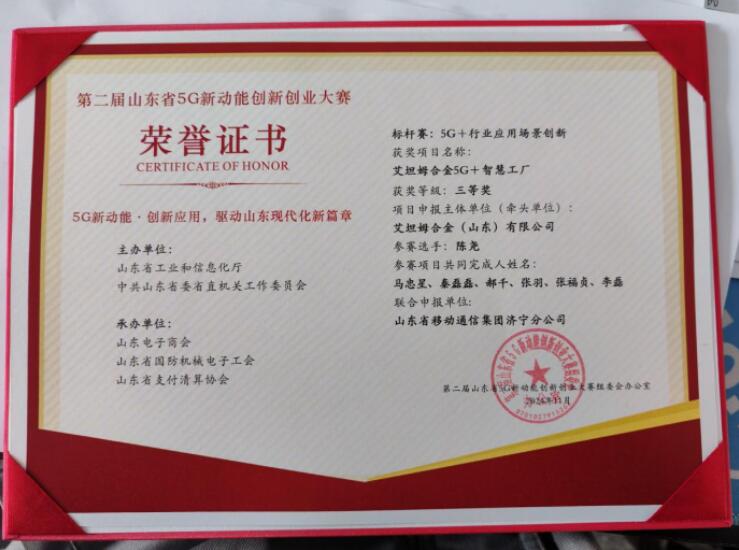 第二届山东省5G新动能创新创业大赛
荣誉证书
CERTIFICATE OF HONOR
5G新动能·创新应用，驱动山东现代化新篇章
主办单位：
山东省工业和信息化厅
中共山东省委省直机关工作委员会
承办单位：
山东电子商会
山东省国防机械电子工会
山东省支付清算协会
标杆赛：5G＋行业应用场景创新
获奖项目名称：
艾坦姆合金5G＋智慧工厂
获奖等级：三等奖
项目申报主体单位（牵头单位）：
艾坦姆合金（山东）有限公司
参赛选手：陈尧
参赛项目共同完成人姓名：
马忠星、秦磊磊、郝千、张羽、张福贞、李磊
联合申报单位：
山东省移动通信集团济宁分公司
第二届山东省5G新动能创新创业大赛组委会办公室
11月